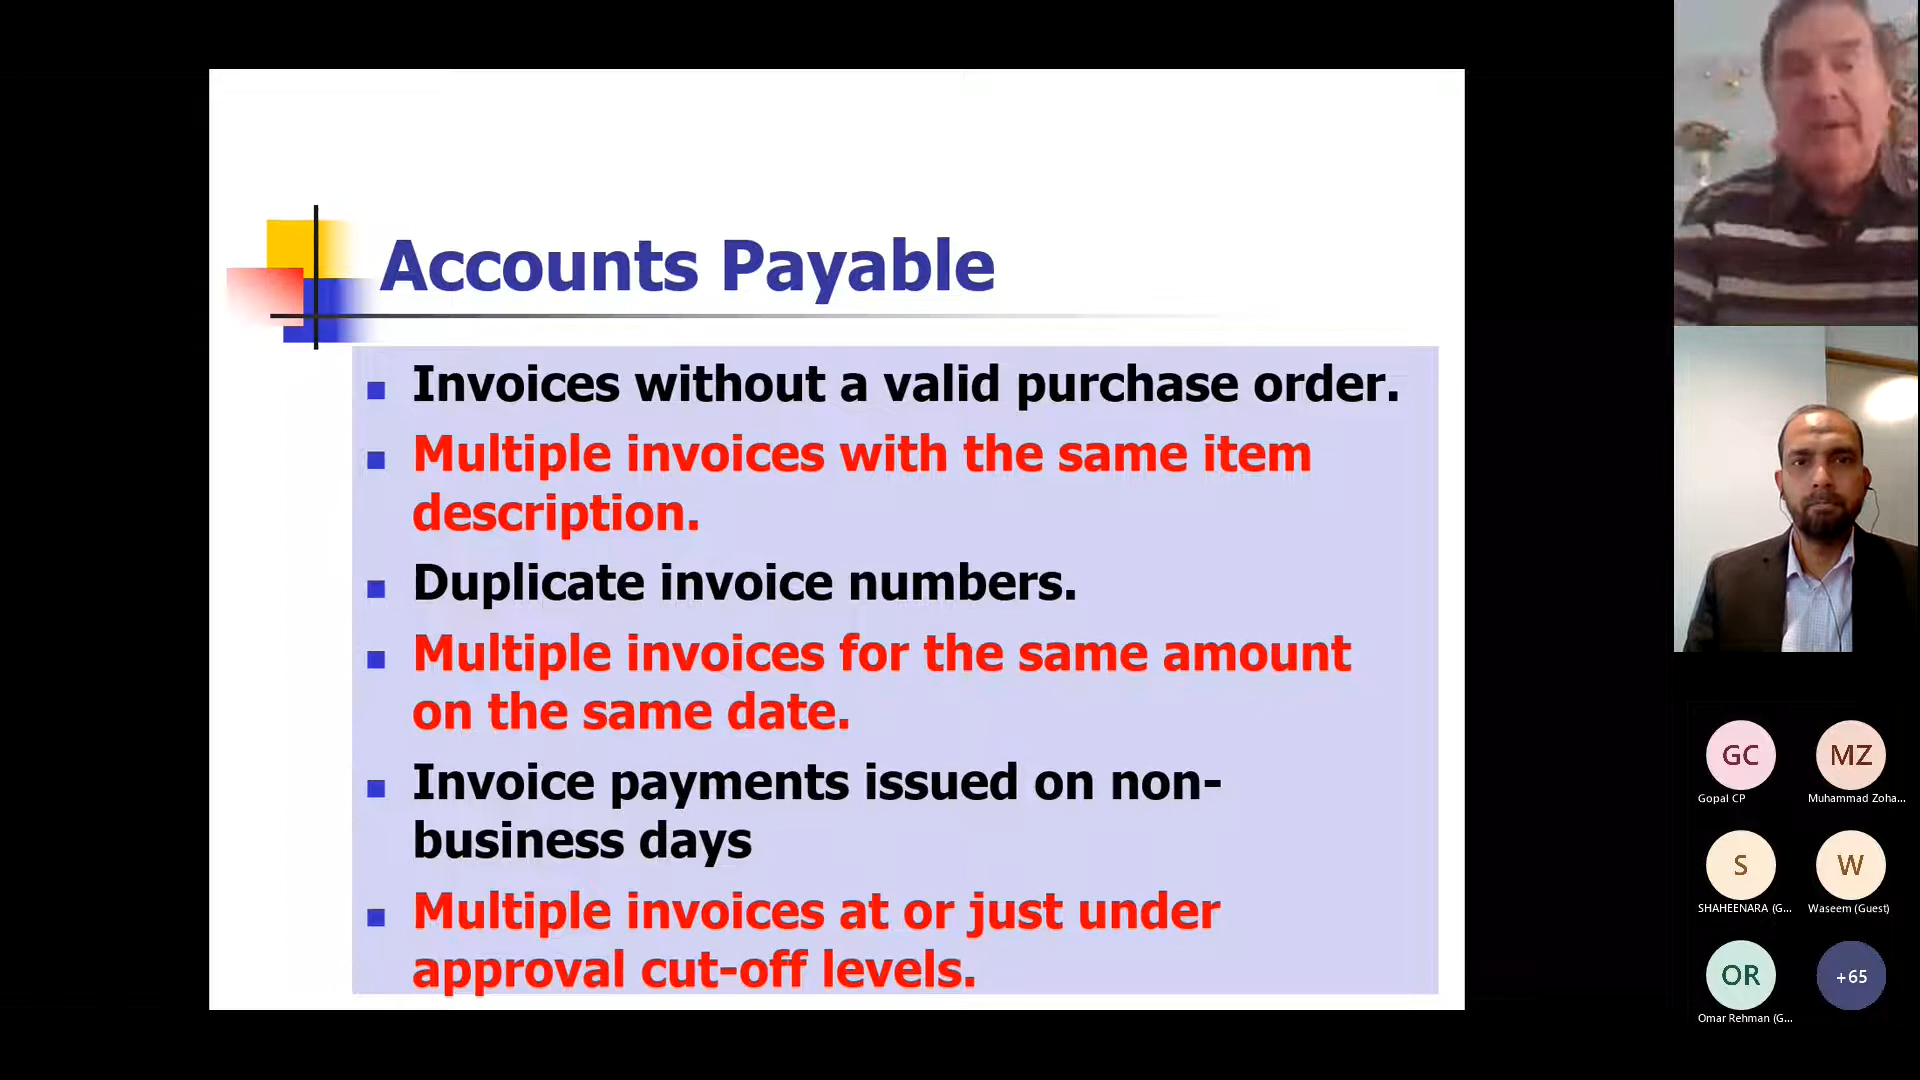 Accounts Payable
Invoices without a valid purchase order.
Multiple invoices with the same item
description.
Duplicate invoice numbers.
Multiple invoices for the same amount
on the same date.
Invoice payments issued on non-
business days
Multiple invoices at or just under
approval cut-off levels.
GC
MZ
Gopal CP
Muhammad Zoha...
S
W
SHAHEENARA (G...
Waseem (Guest)
OR
+65
Omar Rehman (G...